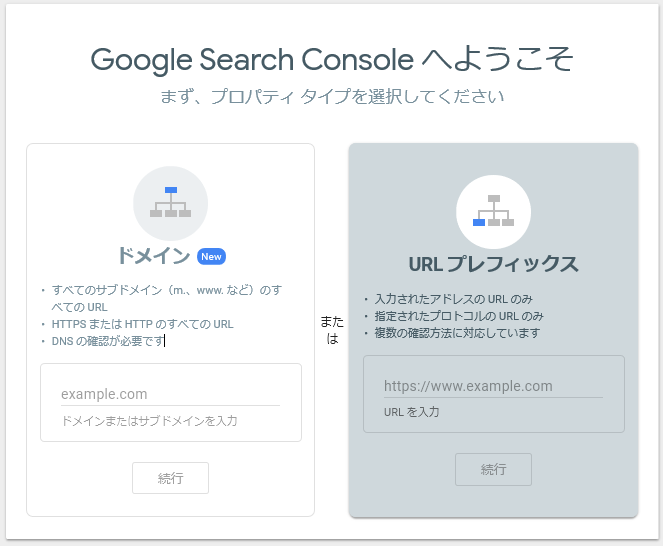 Google Search Console へようこそ
まず、プロパティ タイプを選択してください
ドメイン New
• すべてのサブドメイン（m.、www. など）のす
べての URL
• HTTPS または HTTP のすべての URL
• DNS の確認が必要です
example.com
ドメインまたはサブドメインを入力
続行
また
は
URL プレフィックス
• 入力されたアドレスの URL のみ
• 指定されたプロトコルの URL のみ
• 複数の確認方法に対応しています
https://www.example.com
URL を入力
続行